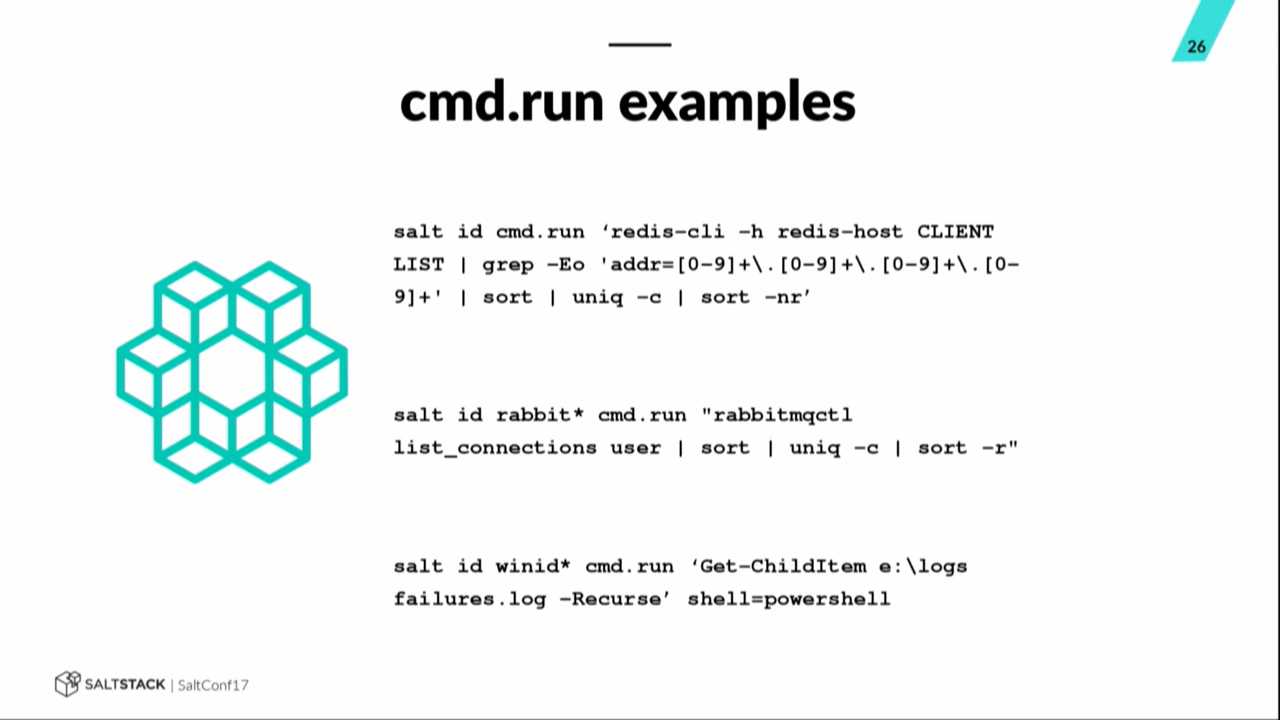 26
cmd.run examples
salt id cmd.run ‘redis-cli -h redis-host CLIENT
LIST | grep -Eo 'addr=[0-9]+\.[0-9]+\.[0-9]+\.[0-
9]+' | sort | uniq -c | sort -nr’
salt id rabbit* cmd.run "rabbitmqctl
list_connections user | sort | uniq -c | sort -r"
salt id winid* cmd.run ‘Get-ChildItem e:\logs
failures.log -Recurse’ shell=powershell
SALTSTACK | SaltConf17